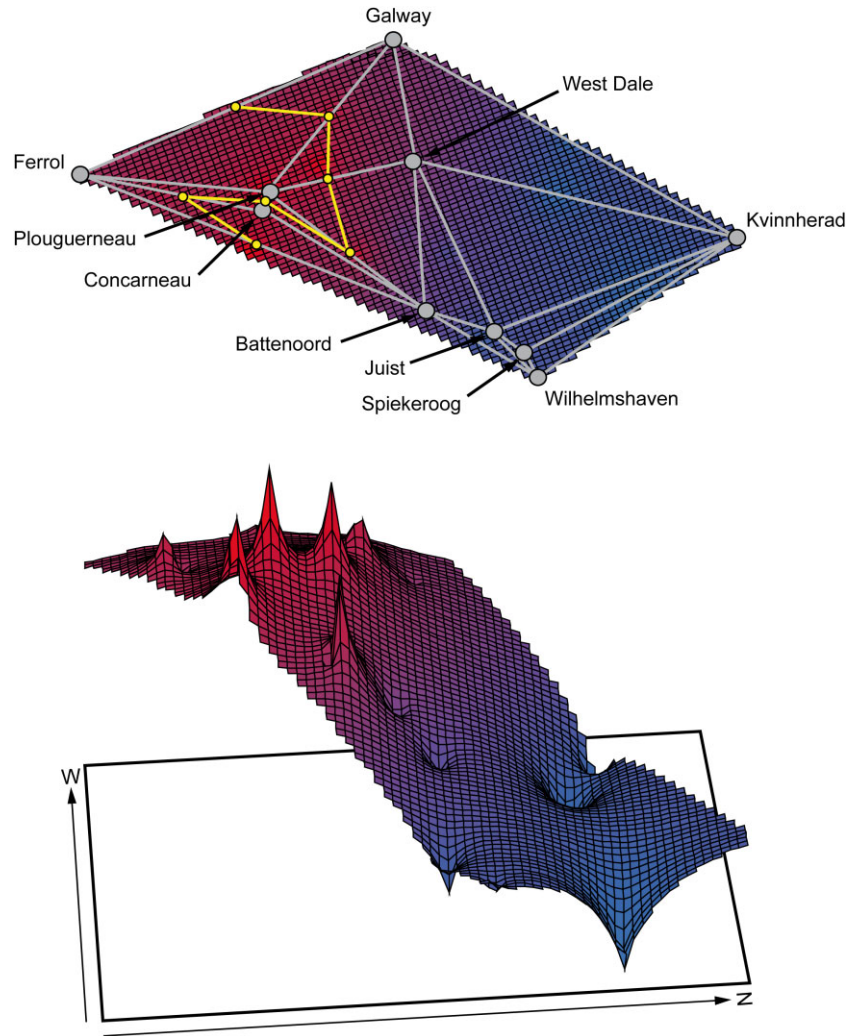 Galway
West Dale
Ferrol
Plouguerneau
Kvinnherad
Concarneau
Battenoord
Juist
Spiekeroog
Wilhelmshaven
W
N